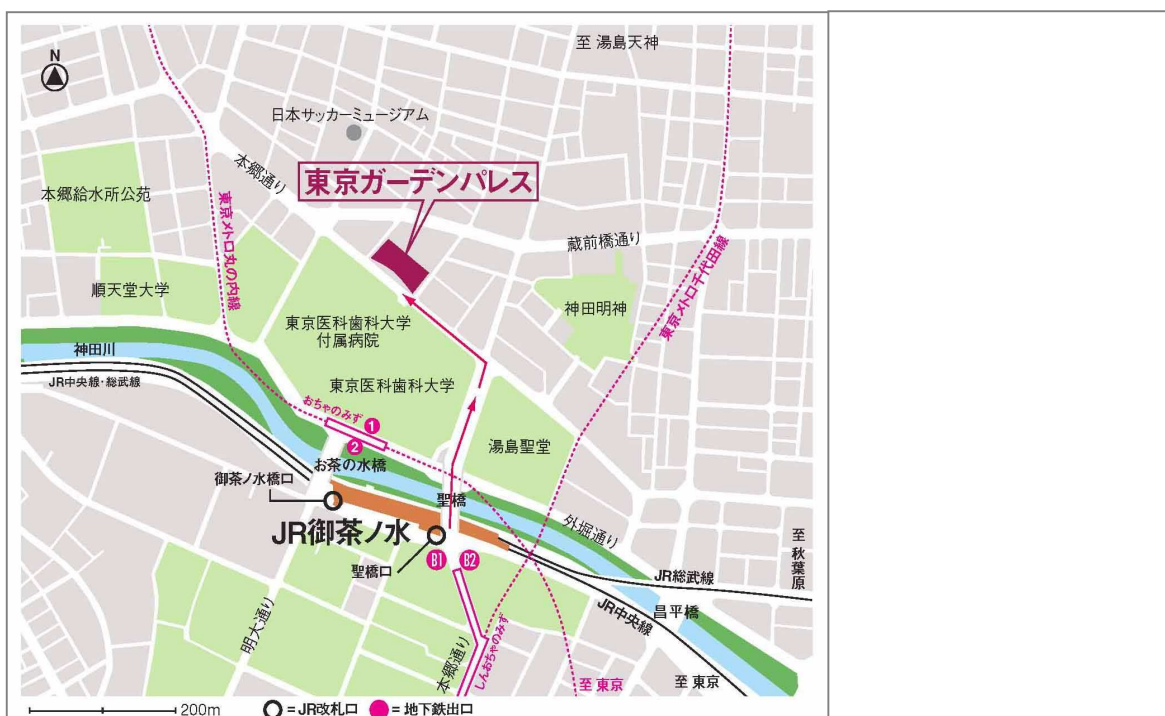 至 湯島天神
N
日本サッカーミュージアム
本郷通り
東京ガーデンパレス
本郷給水所公苑
東京メトロ丸の内線
蔵前橋通り
東京メトロ千代田線
順天堂大学
神田明神
東京医科歯科大学
付属病院
神田川
JR中央線・総武線
東京医科歯科大学
おちゃのみず
1
2
湯島聖堂
お茶の水橋
御茶ノ水橋口
聖橋
JR御茶ノ水
外堀通り
至 秋葉原
聖橋口
B1
B2
JR総武線
JR中央線
昌平橋
明大通り
本郷通り
しんおちゃのみず
至 東京
至 東京
200m
=JR改札口
=地下鉄出口